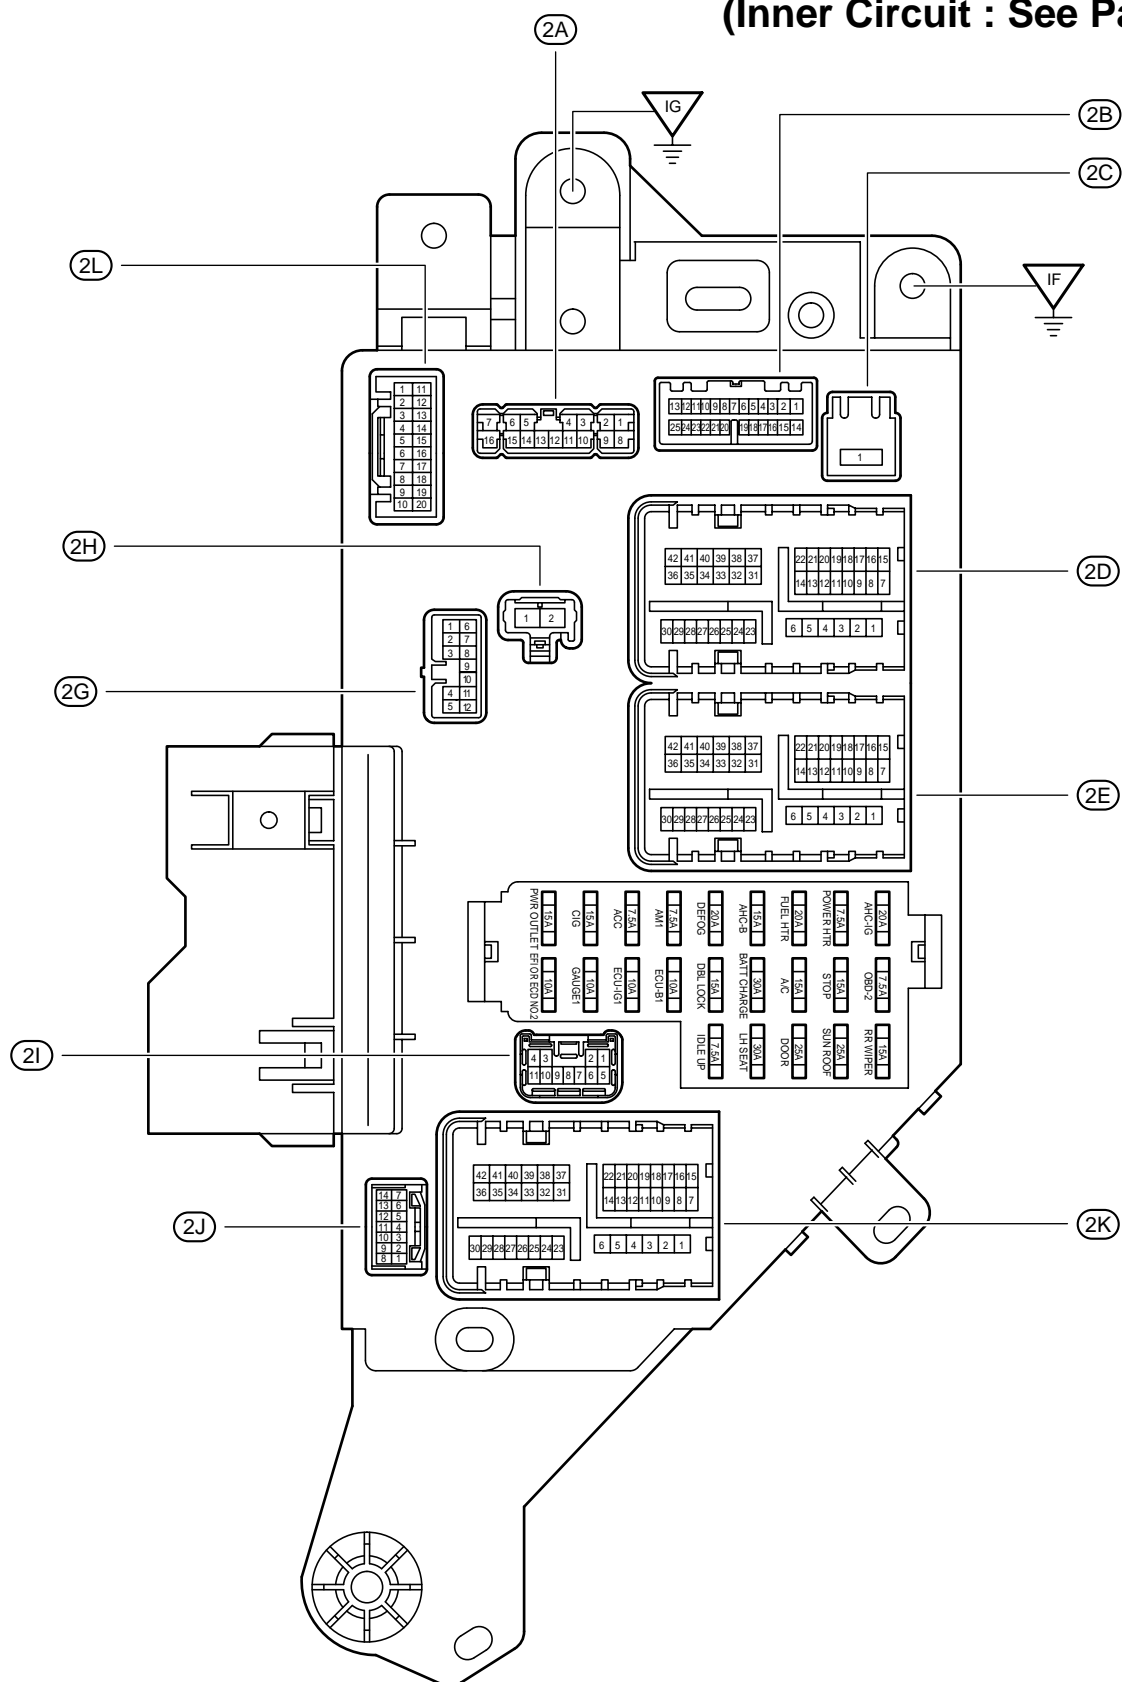 (Inner Circuit : See Pa
2A
IG
2B
2C
2L
IF
1 11
2 12
3 13
4 14
5 15
6 16
7 17
8 18
9 19
10 20
7 6 5 4 3 2 1
16 15 14 13 12 11 10 9 8
13 12 11 10 9 8 7 6 5 4 3 2 1
25 24 23 22 21 20 19 18 17 16 15 14
1
2H
1 2
2D
42 41 40 39 38 37
36 35 34 33 32 31
22 21 20 19 18 17 16 15
14 13 12 11 10 9 8 7
30 29 28 27 26 25 24 23
6 5 4 3 2 1
2G
1 6
2 7
3 8
9
10
4 11
5 12
2E
42 41 40 39 38 37
36 35 34 33 32 31
22 21 20 19 18 17 16 15
14 13 12 11 10 9 8 7
30 29 28 27 26 25 24 23
6 5 4 3 2 1
PWR OUTLET 15A
CIG 15A
ACC 7.5A
AM1 7.5A
DEFOG 20A
AHC-B 15A
FUEL HTR 20A
POWER HTR 7.5A
AHC-IG 20A
EFI OR ECD NO.2 10A
GAUGE1 10A
ECU-IG1 10A
ECU-B1 10A
DBL LOCK 15A
BATT CHARGE 30A
A/C 15A
STOP 15A
OBD-2 7.5A
IDLE UP 7.5A
LH SEAT 30A
DOOR 25A
SUN ROOF 25A
RR WIPER 15A
2I
4 3 2 1
11 10 9 8 7 6 5
2J
14 7
13 6
12 5
11 4
10 3
9 2
8 1
2K
42 41 40 39 38 37
36 35 34 33 32 31
22 21 20 19 18 17 16 15
14 13 12 11 10 9 8 7
30 29 28 27 26 25 24 23
6 5 4 3 2 1